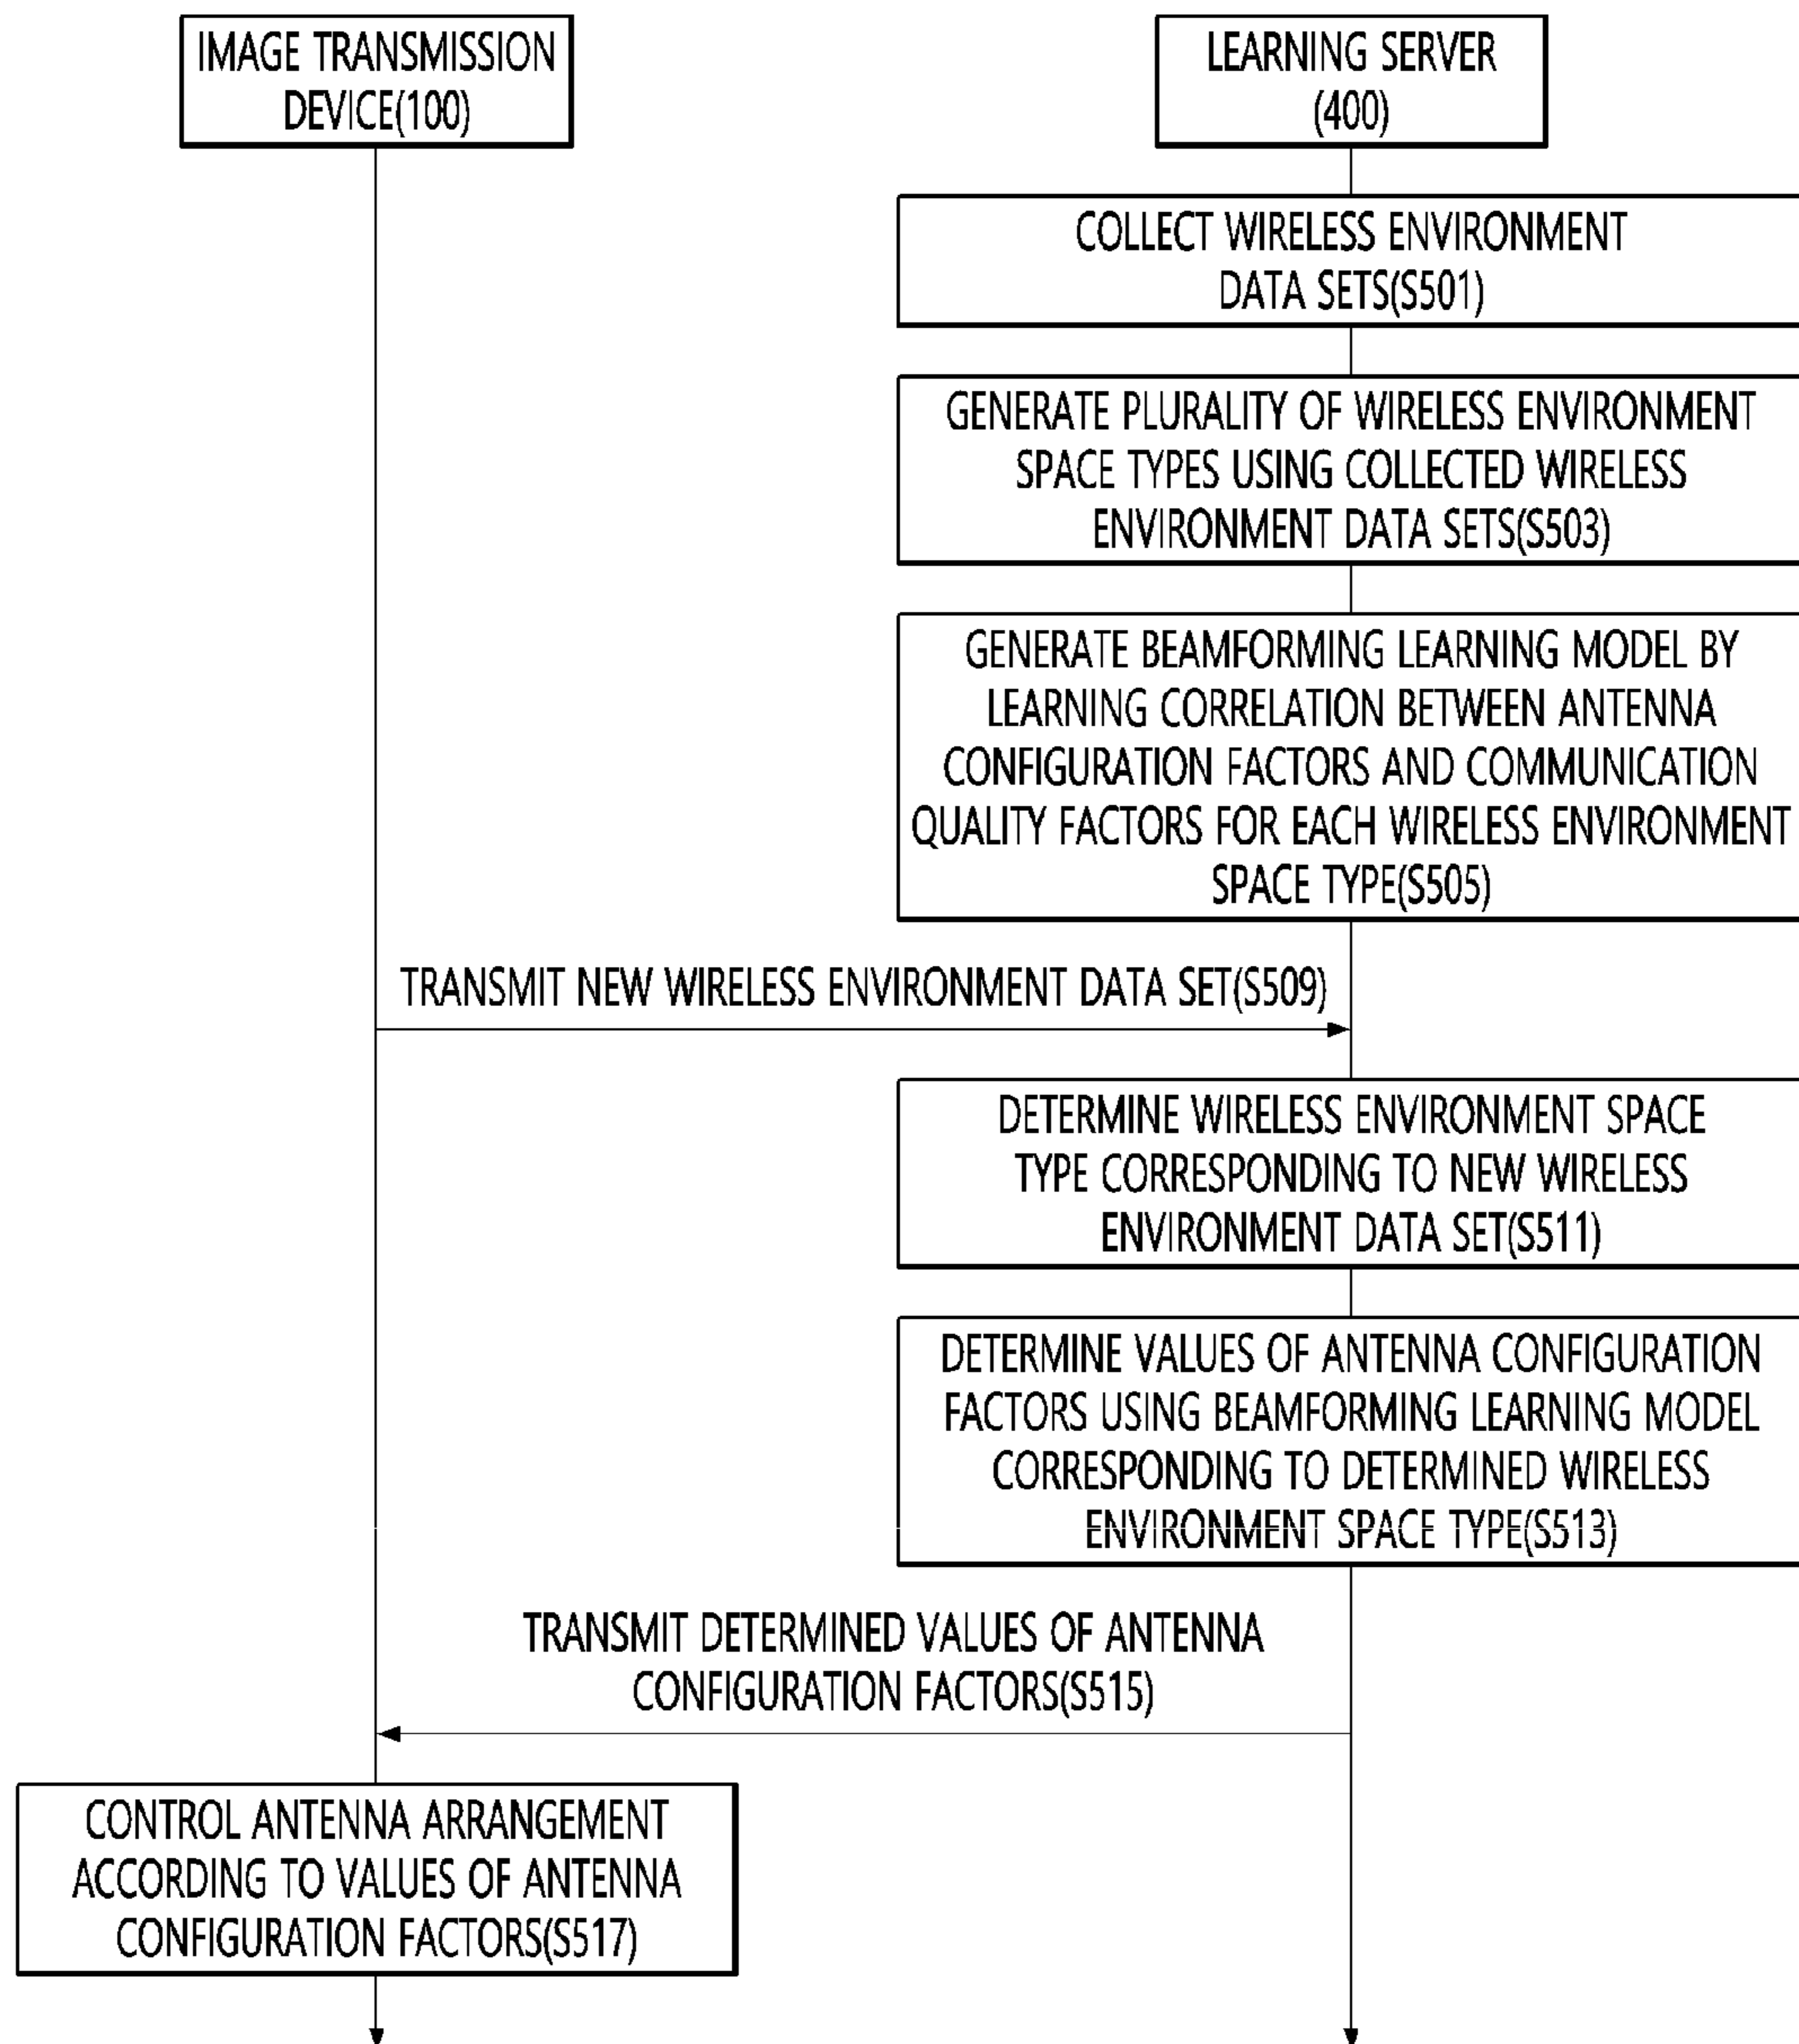 IMAGE TRANSMISSION
DEVICE(100)
LEARNING SERVER
(400)
COLLECT WIRELESS ENVIRONMENT
DATA SETS(S501)
GENERATE PLURALITY OF WIRELESS ENVIRONMENT
SPACE TYPES USING COLLECTED WIRELESS
ENVIRONMENT DATA SETS(S503)
GENERATE BEAMFORMING LEARNING MODEL BY
LEARNING CORRELATION BETWEEN ANTENNA
CONFIGURATION FACTORS AND COMMUNICATION
QUALITY FACTORS FOR EACH WIRELESS ENVIRONMENT
SPACE TYPE(S505)
TRANSMIT NEW WIRELESS ENVIRONMENT DATA SET(S509)
DETERMINE WIRELESS ENVIRONMENT SPACE
TYPE CORRESPONDING TO NEW WIRELESS
ENVIRONMENT DATA SET(S511)
DETERMINE VALUES OF ANTENNA CONFIGURATION
FACTORS USING BEAMFORMING LEARNING MODEL
CORRESPONDING TO DETERMINED WIRELESS
ENVIRONMENT SPACE TYPE(S513)
TRANSMIT DETERMINED VALUES OF ANTENNA
CONFIGURATION FACTORS(S515)
CONTROL ANTENNA ARRANGEMENT
ACCORDING TO VALUES OF ANTENNA
CONFIGURATION FACTORS(S517)